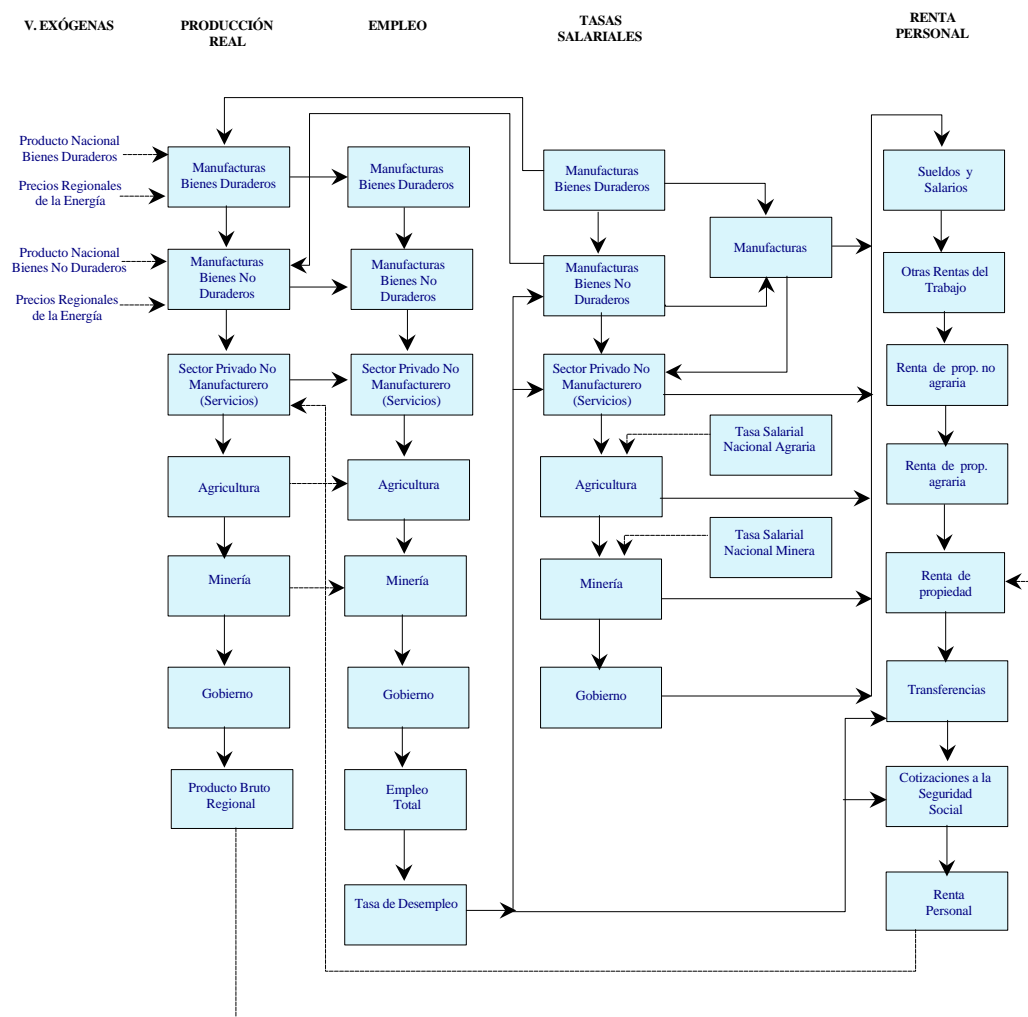 V. EXÓGENAS
PRODUCCIÓN
REAL
EMPLEO
TASAS
SALARIALES
RENTA
PERSONAL
Producto Nacional
Bienes Duraderos
Precios Regionales
de la Energía
Producto Nacional
Bienes No Duraderos
Precios Regionales
de la Energía
Manufacturas
Bienes Duraderos
Manufacturas
Bienes No
Duraderos
Sector Privado No
Manufacturero
(Servicios)
Agricultura
Minería
Gobierno
Producto Bruto
Regional
Manufacturas
Bienes Duraderos
Manufacturas
Bienes No
Duraderos
Sector Privado No
Manufacturero
(Servicios)
Agricultura
Minería
Gobierno
Empleo
Total
Tasa de Desempleo
Manufacturas
Bienes Duraderos
Manufacturas
Bienes No
Duraderos
Sector Privado No
Manufacturero
(Servicios)
Agricultura
Minería
Gobierno
Manufacturas
Tasa Salarial
Nacional Agraria
Tasa Salarial
Nacional Minera
Sueldos y
Salarios
Otras Rentas del
Trabajo
Renta de prop. no
agraria
Renta de prop.
agraria
Renta de
propiedad
Transferencias
Cotizaciones a la
Seguridad
Social
Renta
Personal